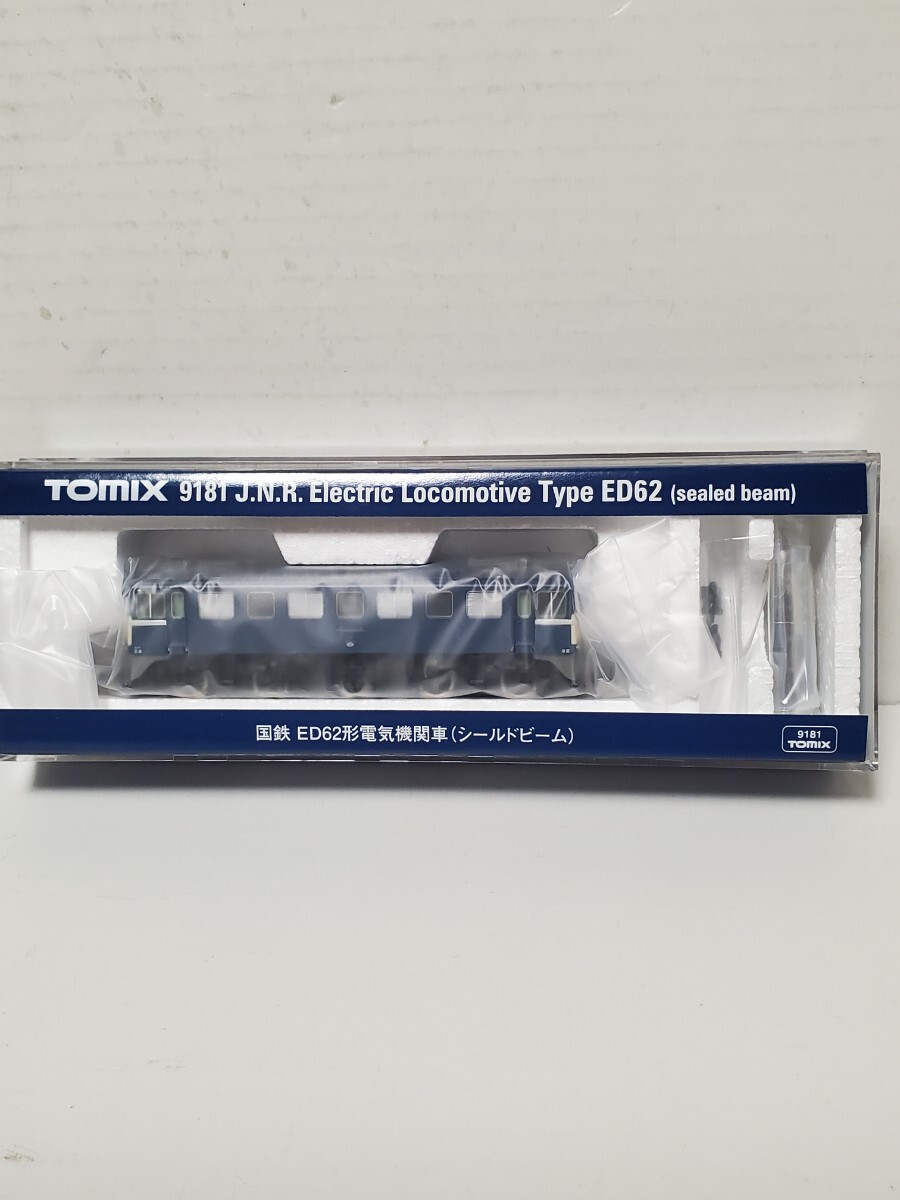 TOMIX 9181 J.N.R. Electric Locomotive Type ED62 (sealed beam)
国鉄 ED62形電気機関車(シールドビーム)
9181
TOMIX